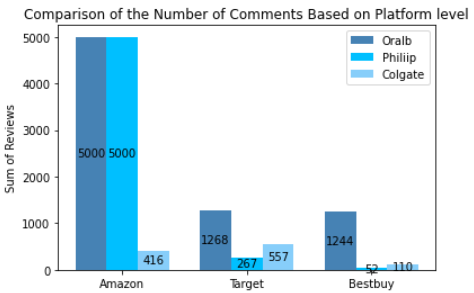 Comparison of the Number of Comments Based on Platform level
Oralb
Philiip
Colgate
Sum of Reviews
5000
4000
3000
2000
1000
0
5000 5000 416
1268 267 557
1244 52 110
Amazon Target Bestbuy